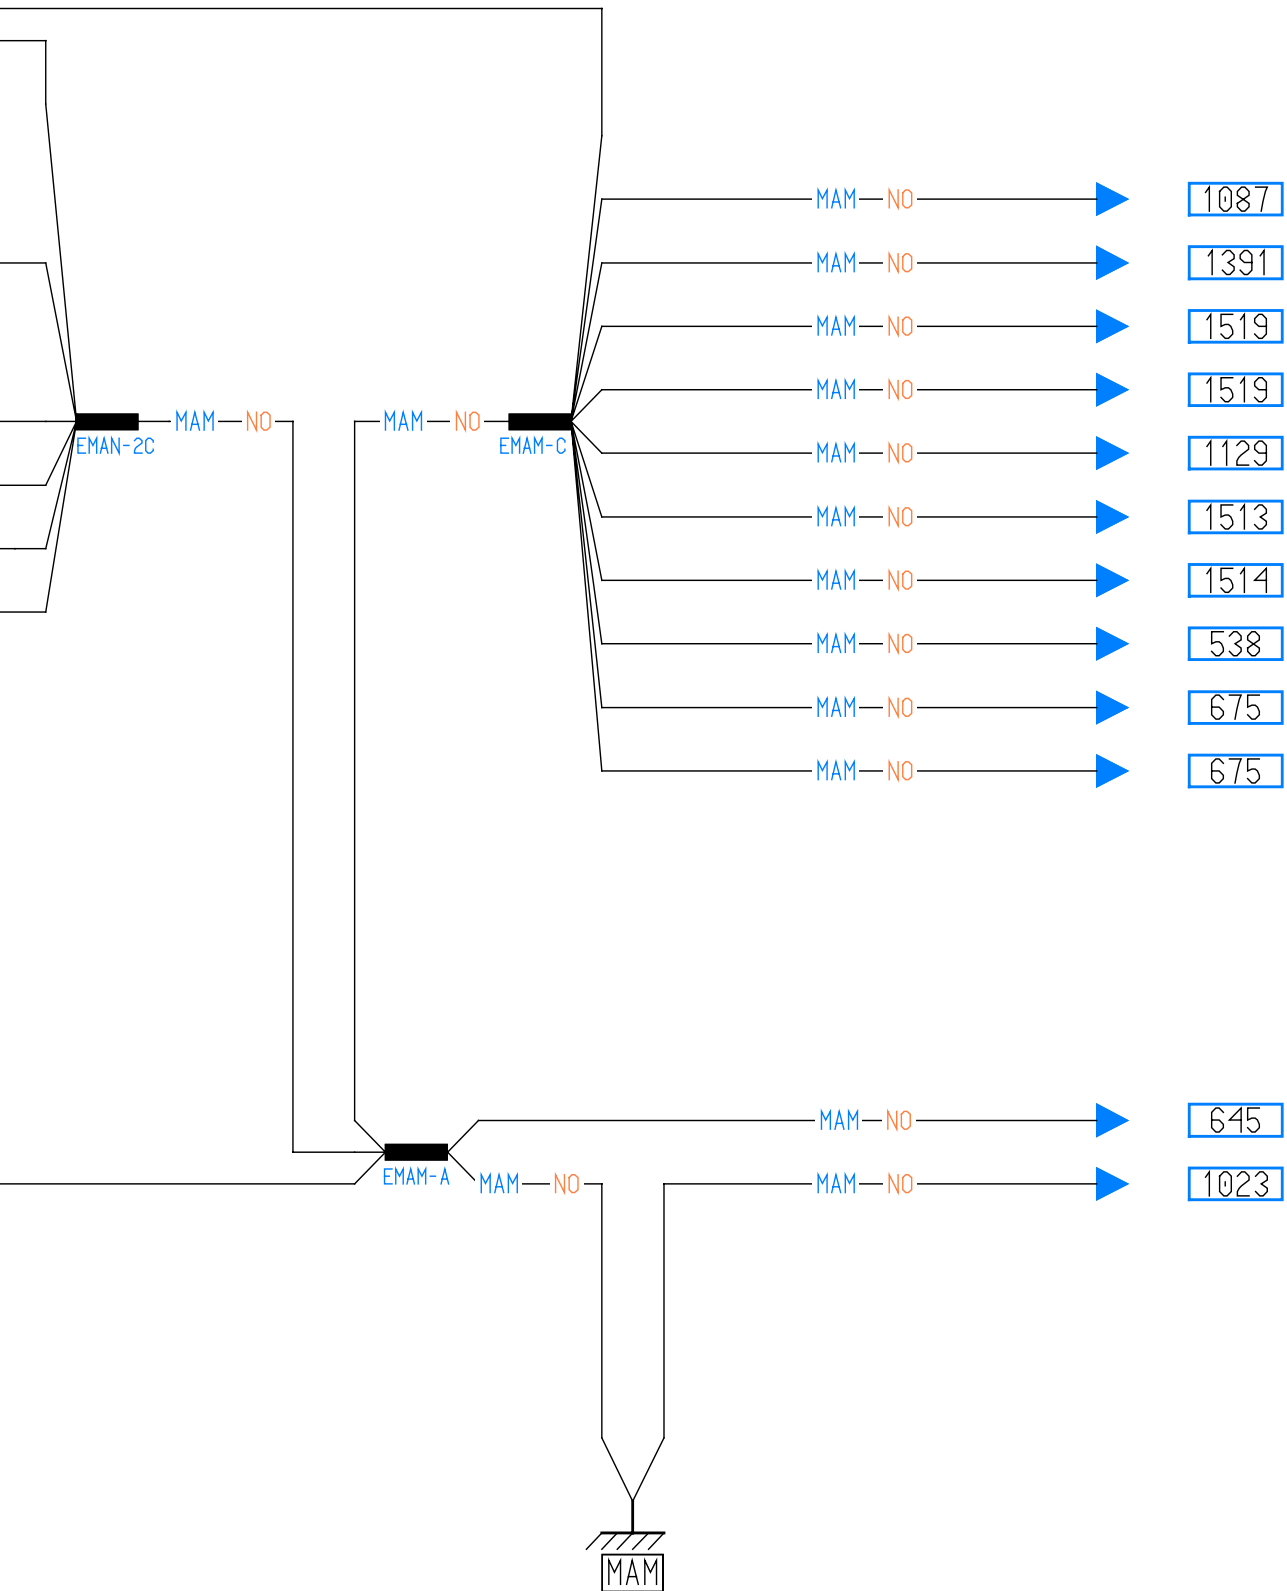 MAM NO 1087
MAM NO 1391
MAM NO 1519
MAM NO 1519
MAM NO MAM NO
EMAN-2C EMAM-C
MAM NO 1129
MAM NO 1513
MAM NO 1514
MAM NO 538
MAM NO 675
MAM NO 675
MAM NO 645
EMAM-A MAM NO MAM NO 1023
MAM